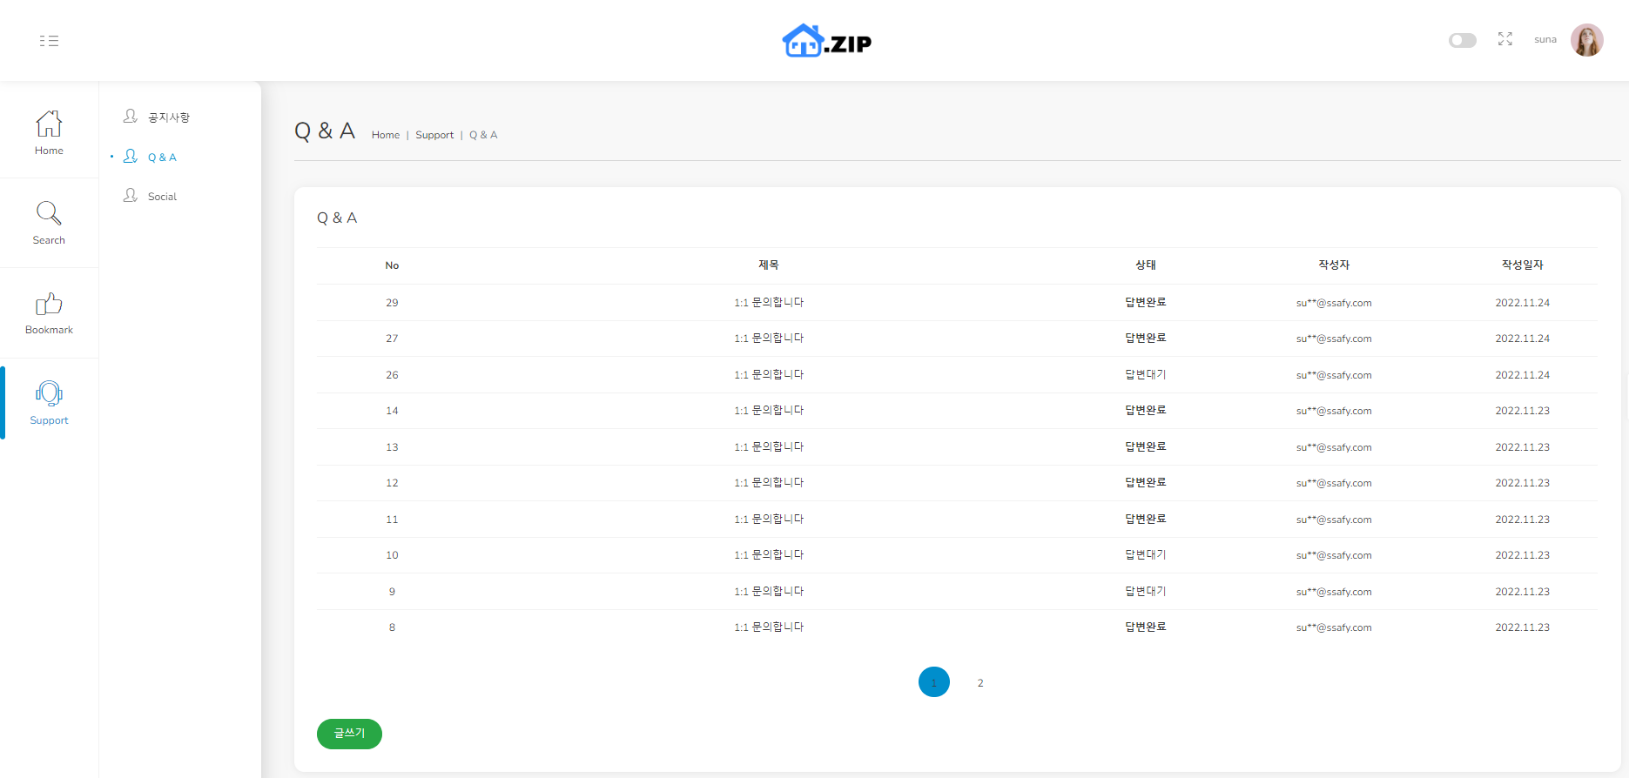 .ZIP
suna
Home
Search
Bookmark
Support
공지사항
Q & A
Social
Q & A Home | Support | Q & A
Q & A
No 제목 상태 작성자 작성일자
29 1:1 문의합니다 답변완료 su**@ssafy.com 2022.11.24
27 1:1 문의합니다 답변완료 su**@ssafy.com 2022.11.24
26 1:1 문의합니다 답변대기 su**@ssafy.com 2022.11.24
14 1:1 문의합니다 답변완료 su**@ssafy.com 2022.11.23
13 1:1 문의합니다 답변완료 su**@ssafy.com 2022.11.23
12 1:1 문의합니다 답변완료 su**@ssafy.com 2022.11.23
11 1:1 문의합니다 답변완료 su**@ssafy.com 2022.11.23
10 1:1 문의합니다 답변대기 su**@ssafy.com 2022.11.23
9 1:1 문의합니다 답변대기 su**@ssafy.com 2022.11.23
8 1:1 문의합니다 답변완료 su**@ssafy.com 2022.11.23
1 2
글쓰기